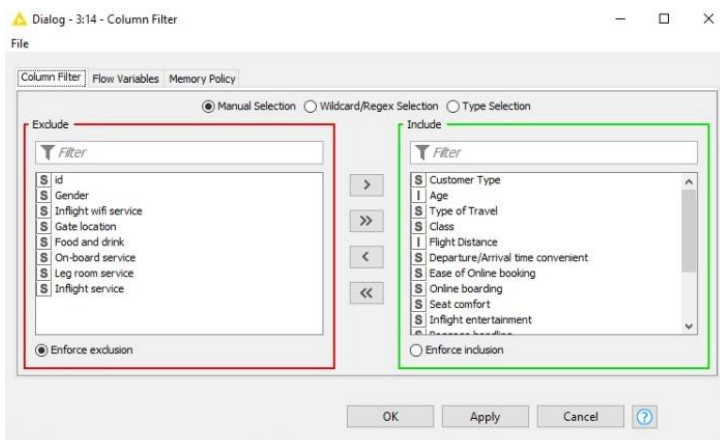 Dialog - 3:14 - Column Filter
File
Column Filter Flow Variables Memory Policy
Manual Selection Wildcard/Regex Selection Type Selection
Exclude
Filter
S id
S Gender
S Inflight wifi service
S Gate location
S Food and drink
S On-board service
S Leg room service
S Inflight service
Enforce exclusion
>
>>
<
<<
Include
Filter
S Customer Type
I Age
S Type of Travel
S Class
I Flight Distance
S Departure/Arrival time convenient
S Ease of Online booking
S Online boarding
S Seat comfort
S Inflight entertainment
Enforce inclusion
OK Apply Cancel ?